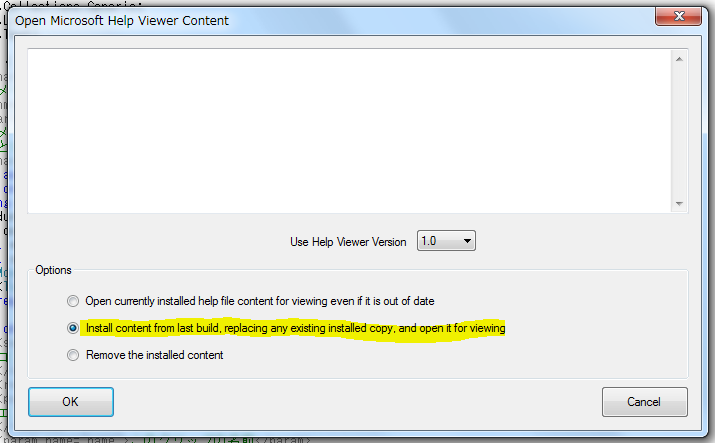 .Collections.Generic;
Open Microsoft Help Viewer Content
Use Help Viewer Version 1.0
Options
Open currently installed help file content for viewing even if it is out of date
Install content from last build, replacing any existing installed copy, and open it for viewing
Remove the installed content
OK
Cancel